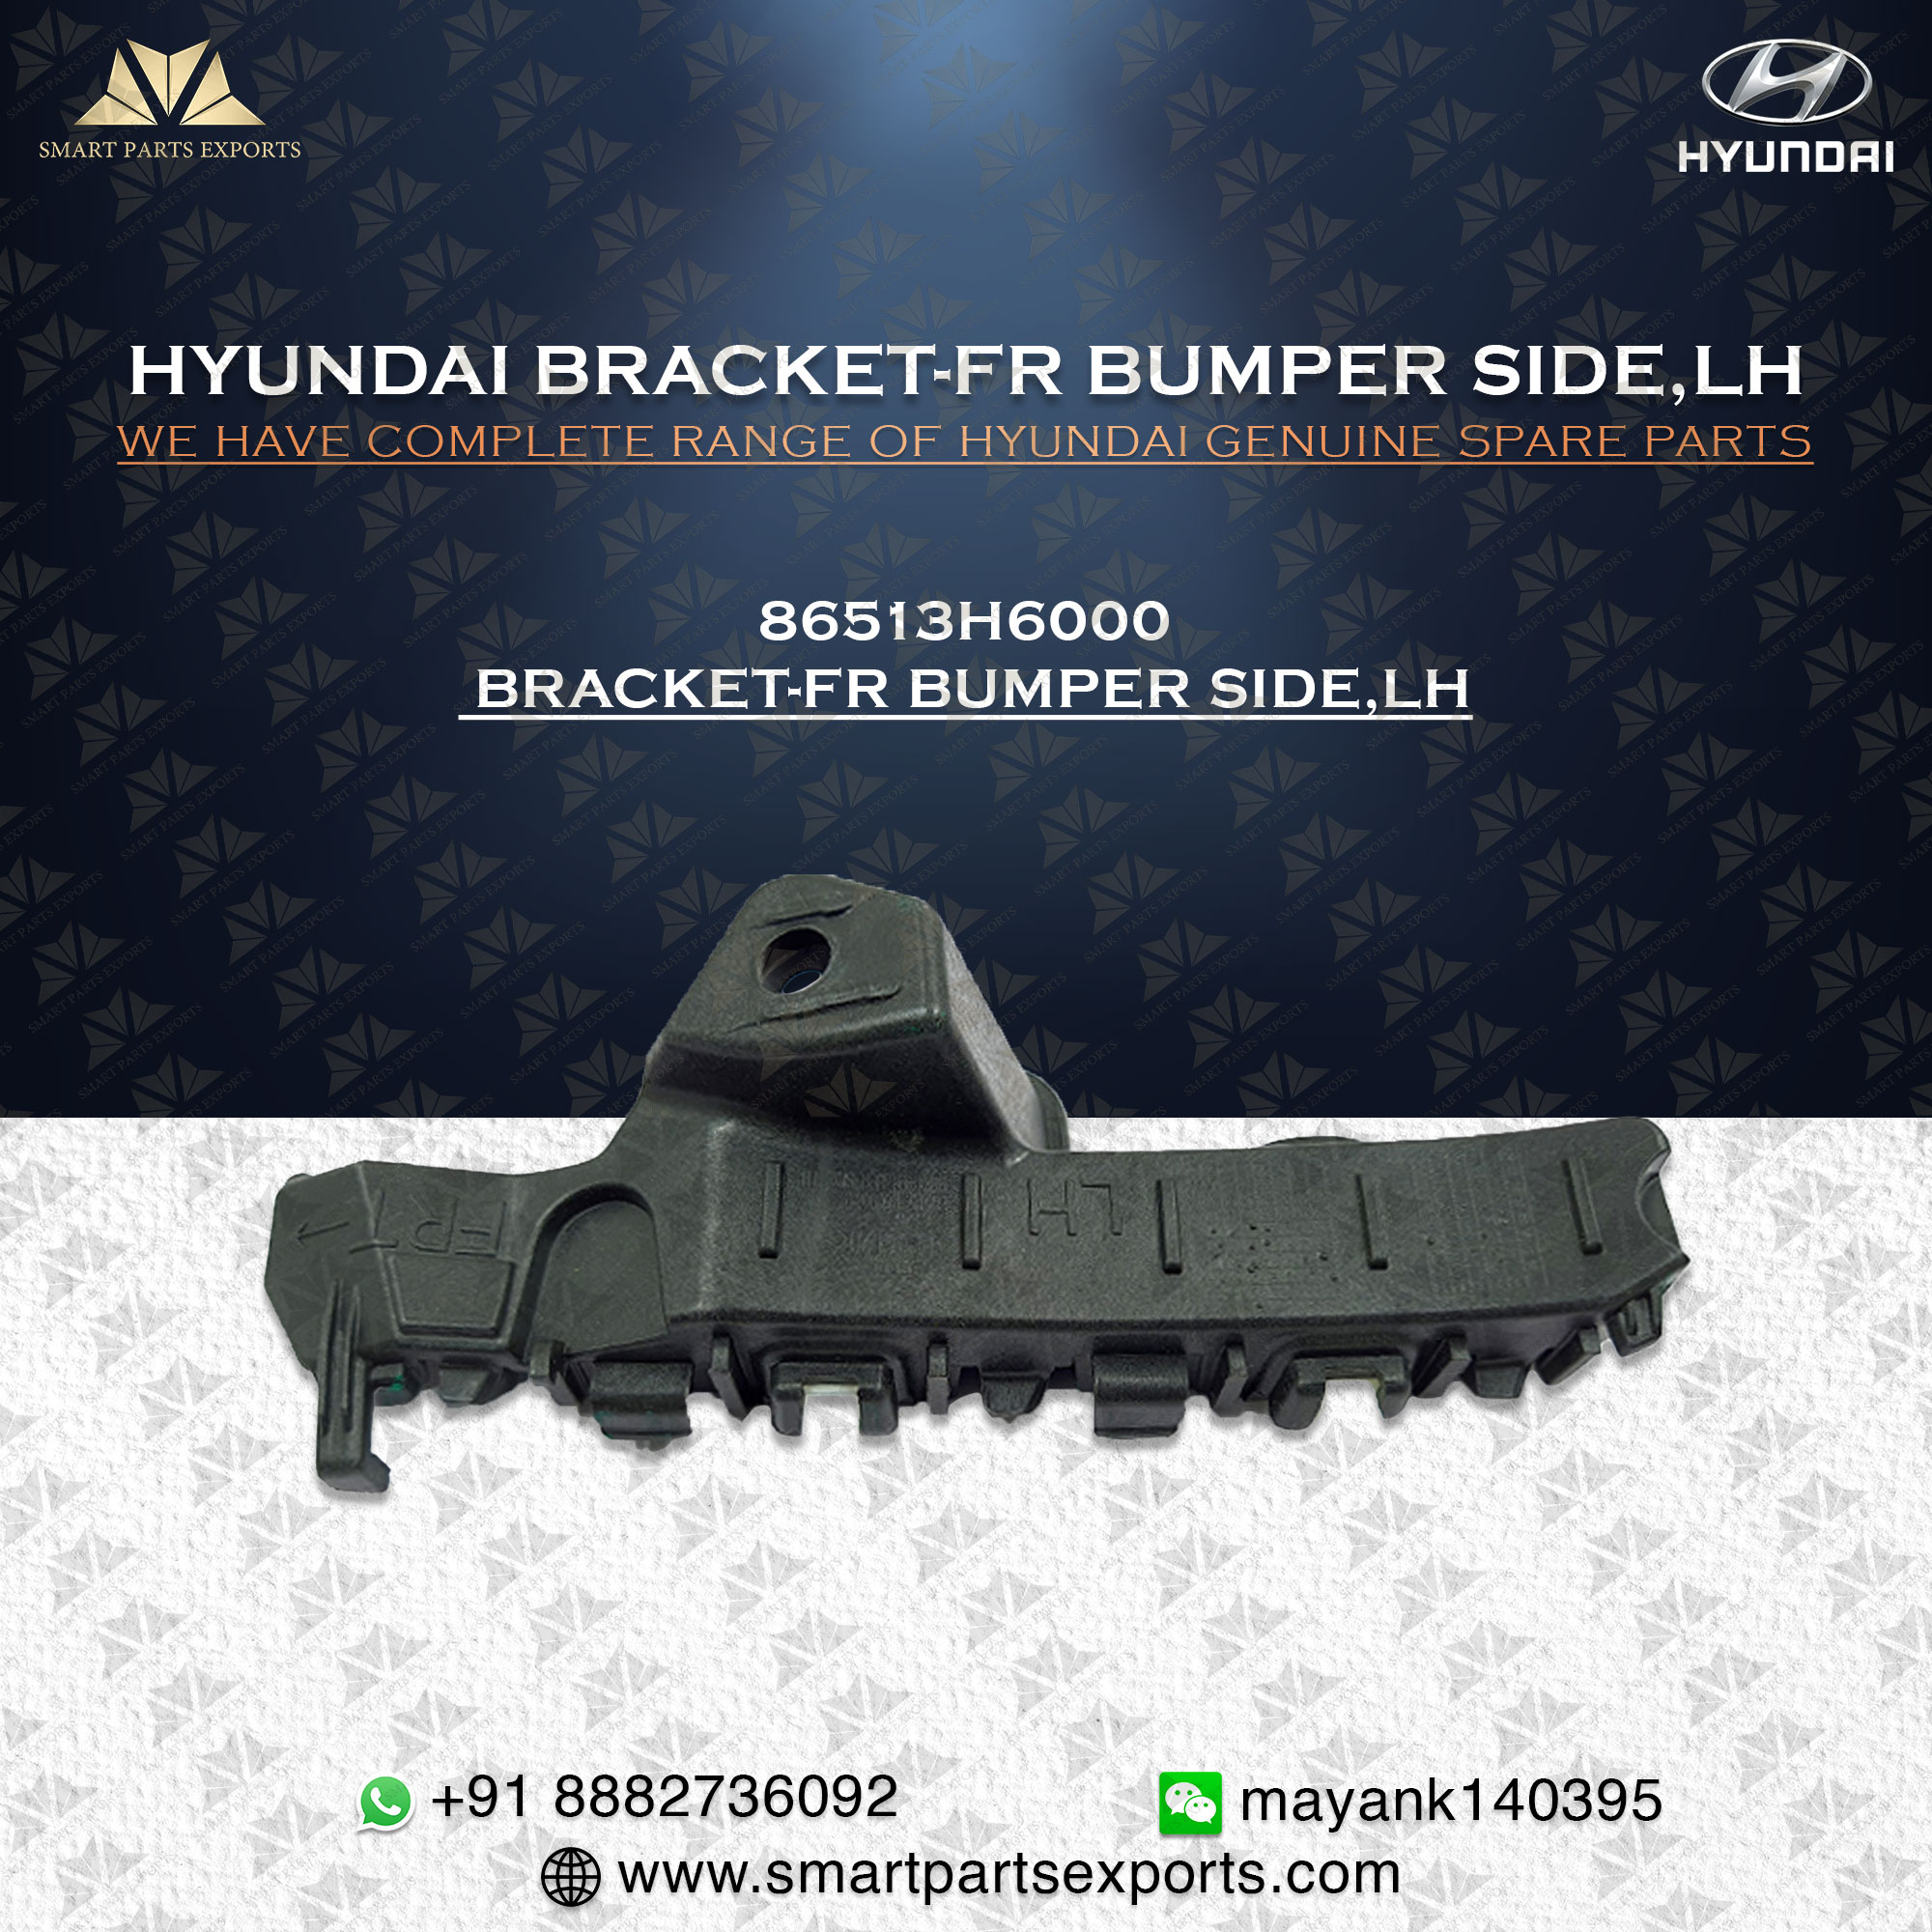 SMART PARTS EXPORTS
HYUNDAI
HYUNDAI BRACKET-FR BUMPER SIDE,LH
WE HAVE COMPLETE RANGE OF HYUNDAI GENUINE SPARE PARTS
86513H6000
BRACKET-FR BUMPER SIDE,LH
FRT
LH
+91 8882736092
mayank140395
www.smartpartsexports.com